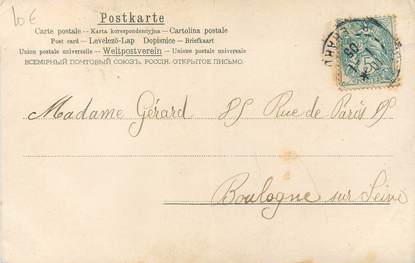 10 €
Postkarte
Carte postale – Karta korespondencyjna – Cartolina postale
Post card – Levelező-Lap Dopisnice – Briefkaart
Union postale universelle – Weltpostverein – Unione postale universale
ВСЕМІРНЫЙ ПОЧТОВЫЙ СОЮЗЪ. РОССІЯ. ОТКРЫТОЕ ПИСЬМО.
Madame Gérard 85 Rue de Paris 85
Boulogne sur Seine